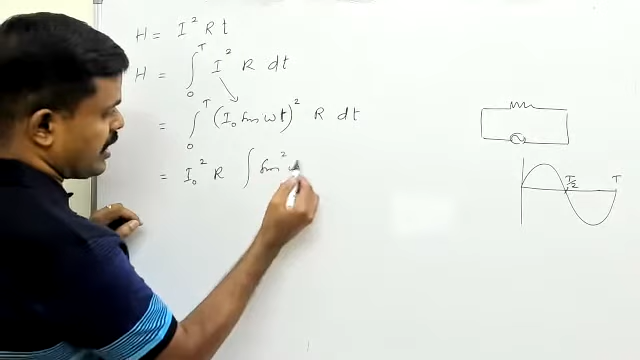 H = I² R t
H = ∫₀ᵀ I² R dt
= ∫₀ᵀ (I₀ Sin ωt)² R dt
= I₀² R ∫ Sin² ω
T/2 T